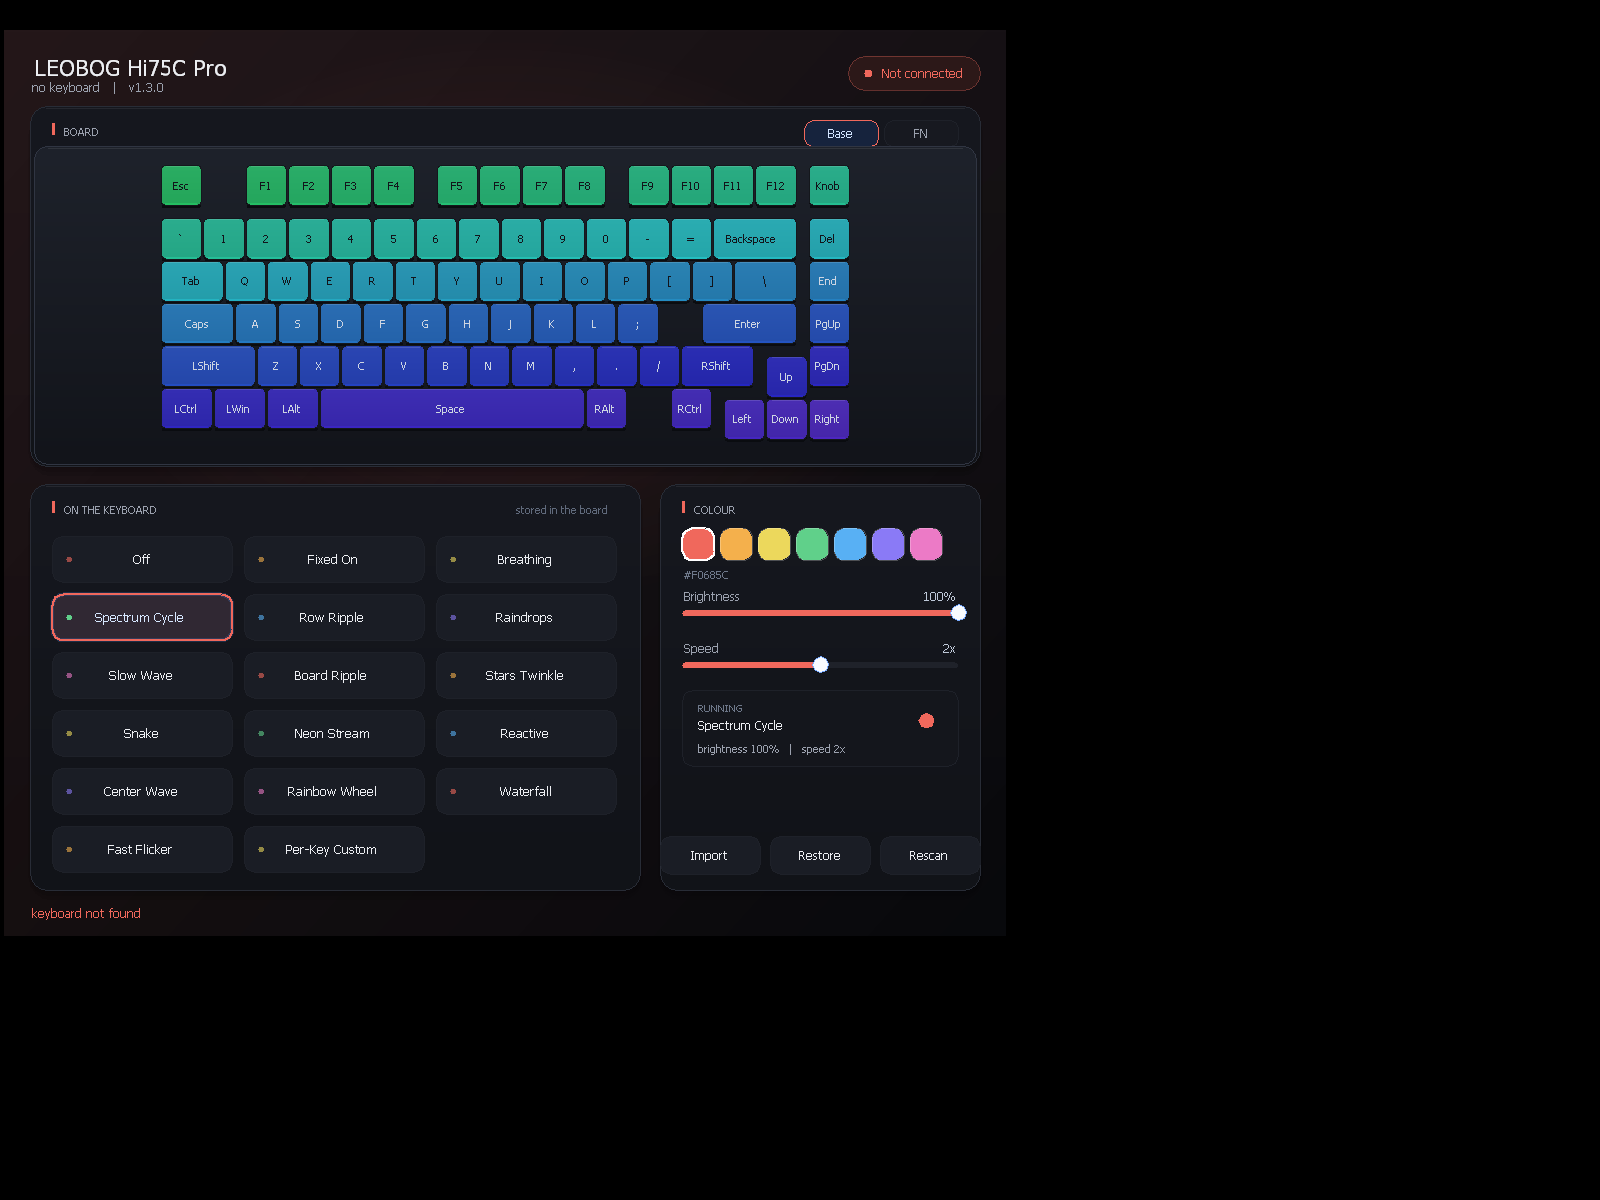 LEOBOG Hi75C Pro
no keyboard | v1.3.0
Not connected
BOARD
Base FN
Esc F1 F2 F3 F4 F5 F6 F7 F8 F9 F10 F11 F12 Knob
` 1 2 3 4 5 6 7 8 9 0 - = Backspace Del
Tab Q W E R T Y U I O P [ ] \ End
Caps A S D F G H J K L ; Enter PgUp
LShift Z X C V B N M , . / RShift Up PgDn
LCtrl LWin LAlt Space RAlt RCtrl Left Down Right
ON THE KEYBOARD stored in the board
Off Fixed On Breathing
Spectrum Cycle Row Ripple Raindrops
Slow Wave Board Ripple Stars Twinkle
Snake Neon Stream Reactive
Center Wave Rainbow Wheel Waterfall
Fast Flicker Per-Key Custom
COLOUR
#F0685C
Brightness 100%
Speed 2x
RUNNING
Spectrum Cycle
brightness 100% | speed 2x
Import Restore Rescan
keyboard not found